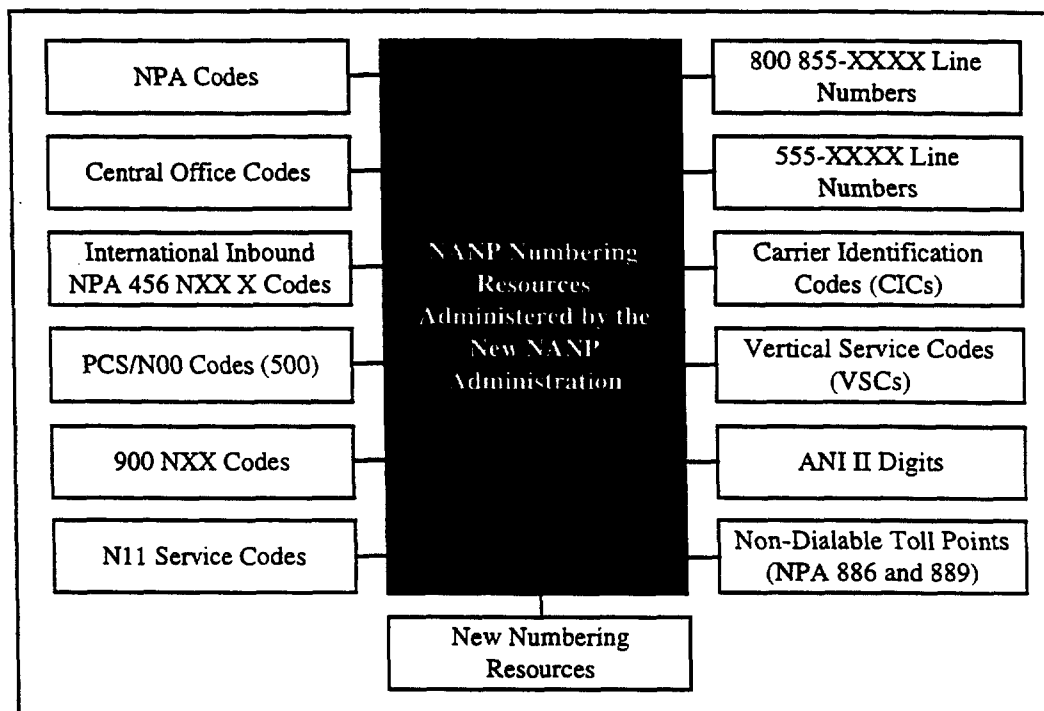 NPA Codes
Central Office Codes
International Inbound
NPA 456 NXX X Codes
PCS/N00 Codes (500)
900 NXX Codes
N11 Service Codes
NANP Numbering
Resources
Administered by the
New NANP
Administration
800 855-XXXX Line
Numbers
555-XXXX Line
Numbers
Carrier Identification
Codes (CICs)
Vertical Service Codes
(VSCs)
ANI II Digits
Non-Dialable Toll Points
(NPA 886 and 889)
New Numbering
Resources